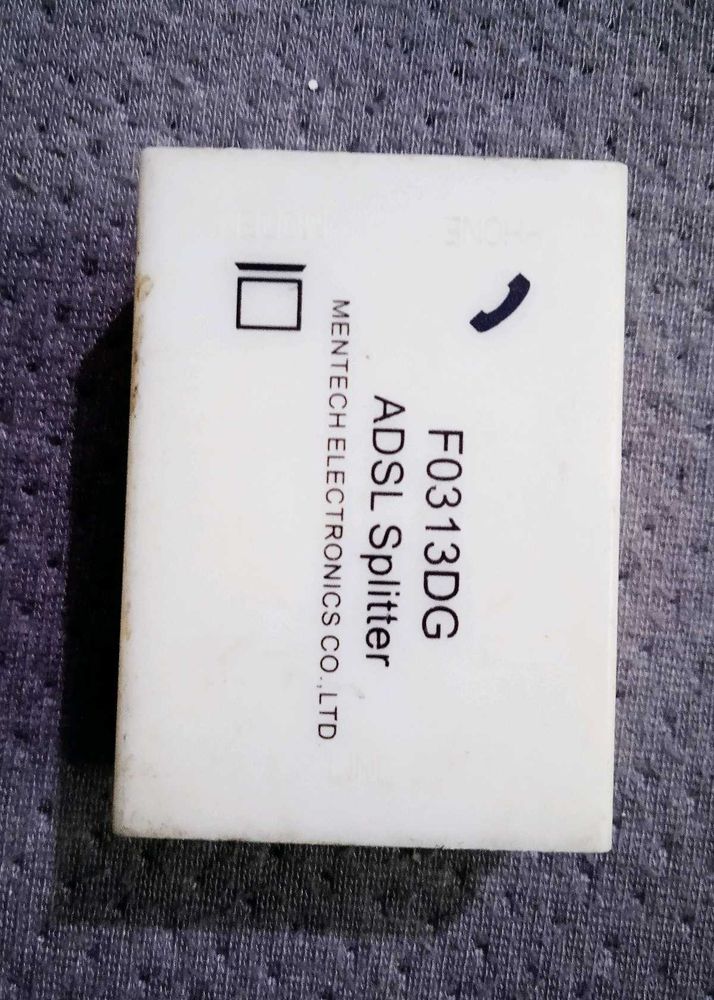 F0313DG
ADSL Splitter
MENTECH ELECTRONICS CO.,LTD